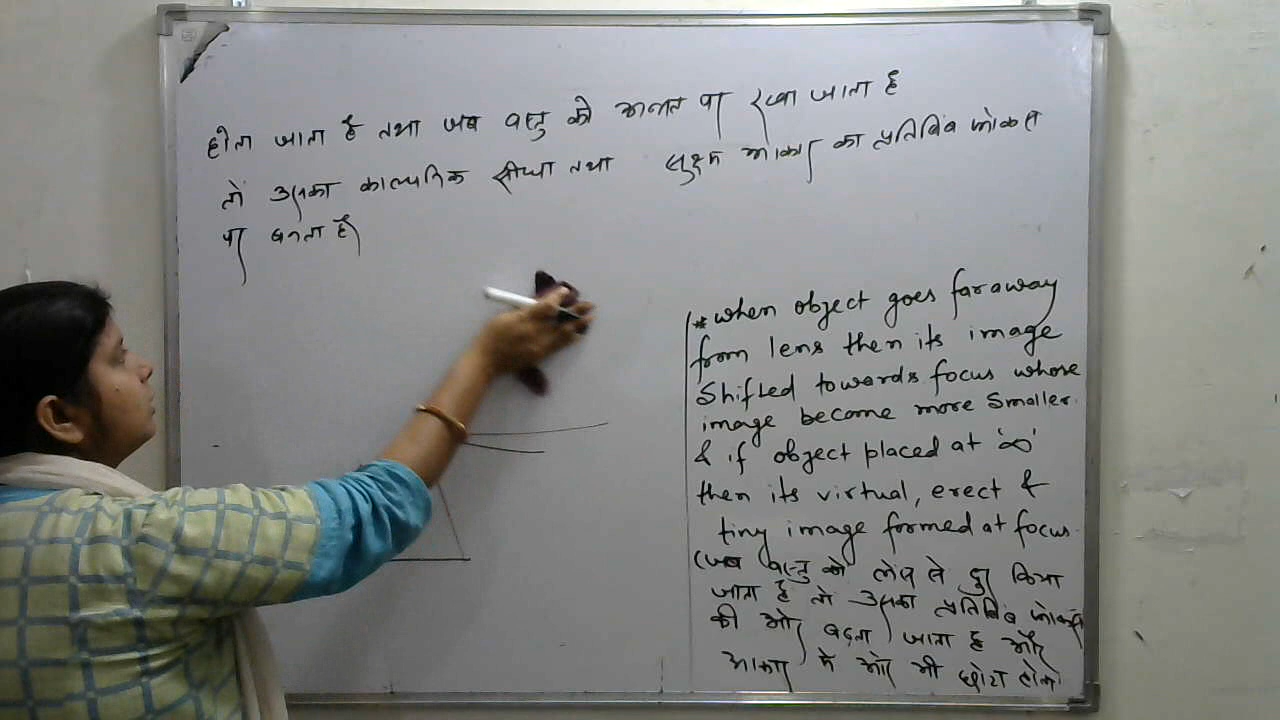 होता जाता है तथा जब वस्तु को अनन्त पर रखा जाता है
तो उसका काल्पनिक सीधा तथा सूक्ष्म आकार का प्रतिबिंब फोकस
पर बनता है।
* when object goes far away
from lens then its image
shifted towards focus whose
image become more smaller.
& if object placed at '∞'
then its virtual, erect &
tiny image formed at focus.
(जब वस्तु को लेंस से दूर किया
जाता है तो उसका प्रतिबिंब फोकस
की ओर बढ़ता जाता है और
आकार में और भी छोटा होता